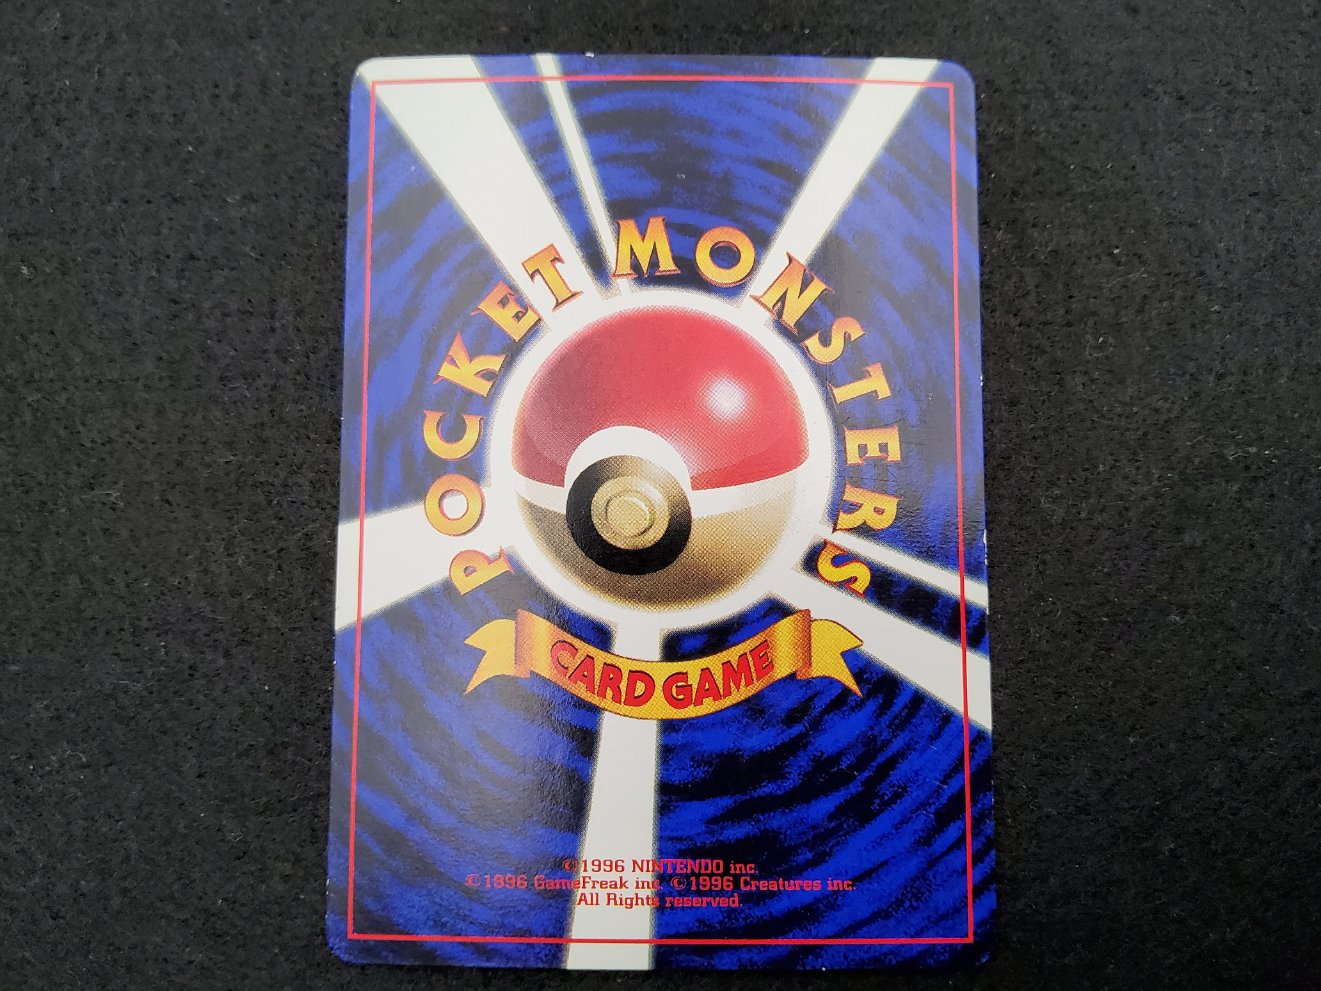 POCKET MONSTERS
CARD GAME
©1996 NINTENDO inc.
©1996 GameFreak inc. ©1996 Creatures inc.
All Rights reserved.